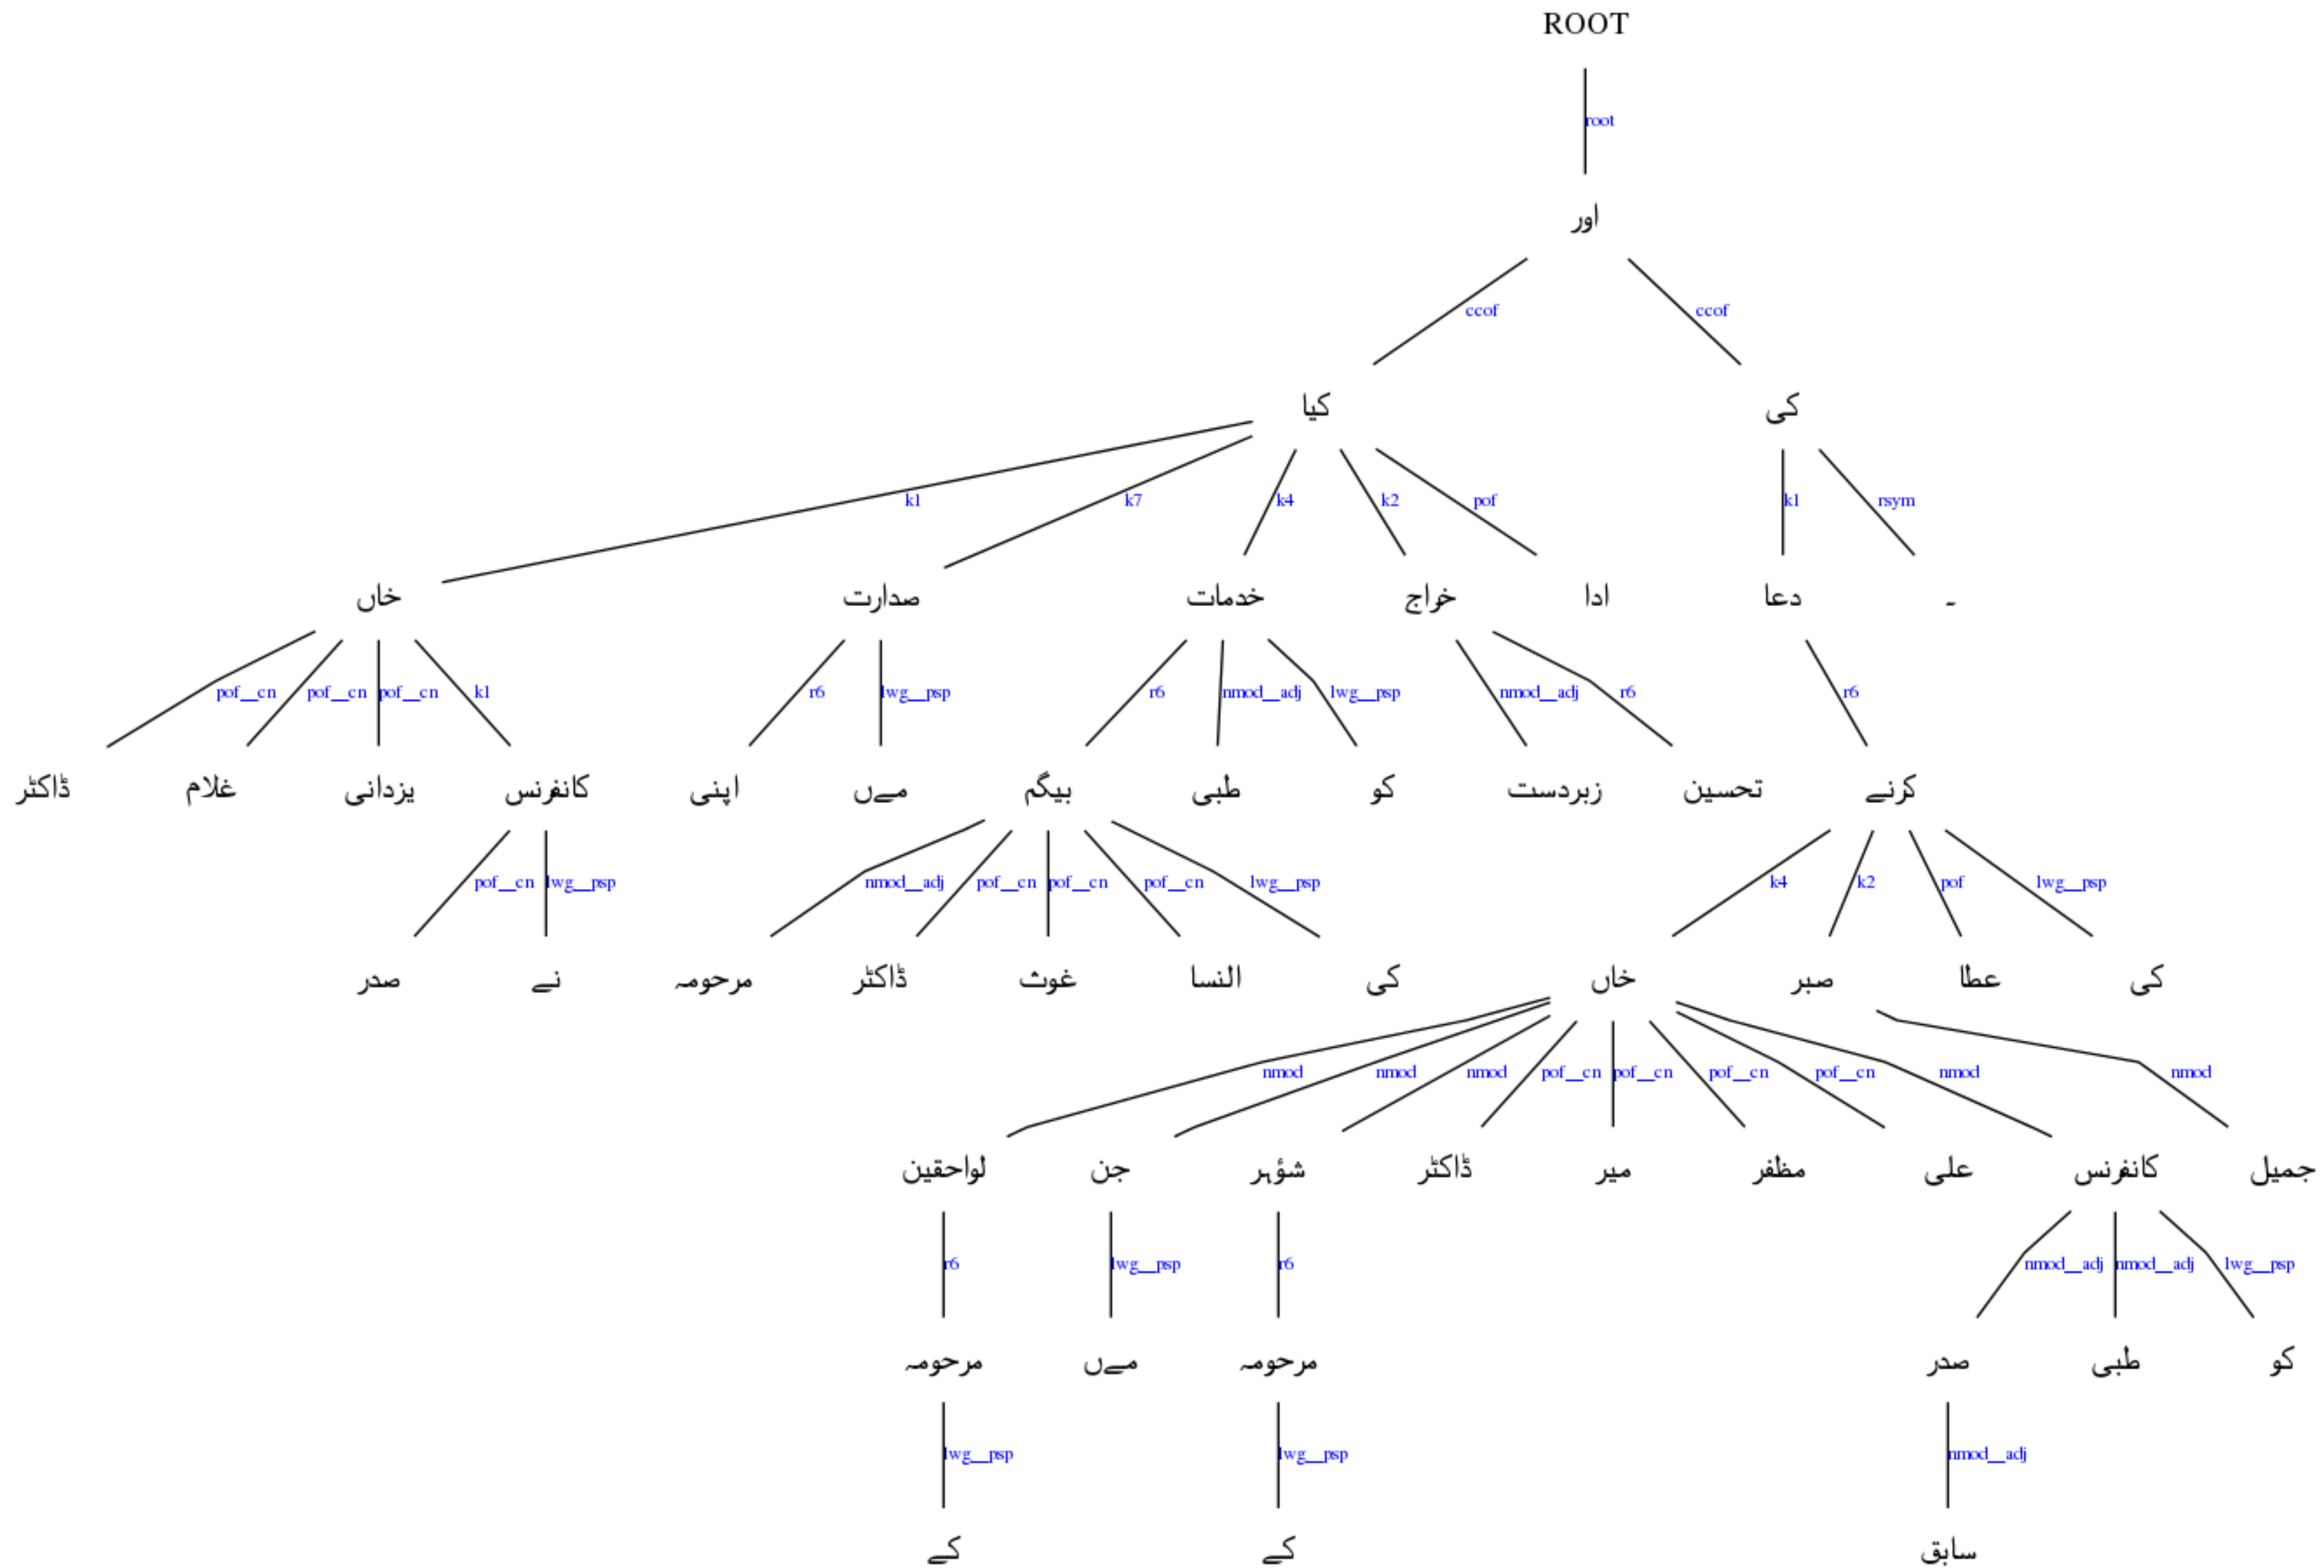 ROOT
root
اور
ccof ccof
کیا کی
k1 k7 k4 k2 pof k1 rsym
خاں صدارت خدمات خراج ادا دعا ۔
pof__cn pof__cn pof__cn k1 r6 lwg__psp r6 nmod__adj lwg__psp nmod__adj r6 r6
ڈاکٹر غلام یزدانی کانفرنس اپنی مےں بیگم طبی کو زبردست تحسین کرنے
pof__cn lwg__psp nmod__adj pof__cn pof__cn pof__cn lwg__psp k4 k2 pof lwg__psp
صدر نے مرحومہ ڈاکٹر غوث النسا کی خاں صبر عطا کی
nmod nmod nmod pof__cn pof__cn pof__cn pof__cn nmod nmod
لواحقین جن شؤہر ڈاکٹر میر مظفر علی کانفرنس جمیل
r6 lwg__psp r6 nmod__adj nmod__adj lwg__psp
مرحومہ مےں مرحومہ صدر طبی کو
lwg__psp lwg__psp nmod__adj
کے کے سابق